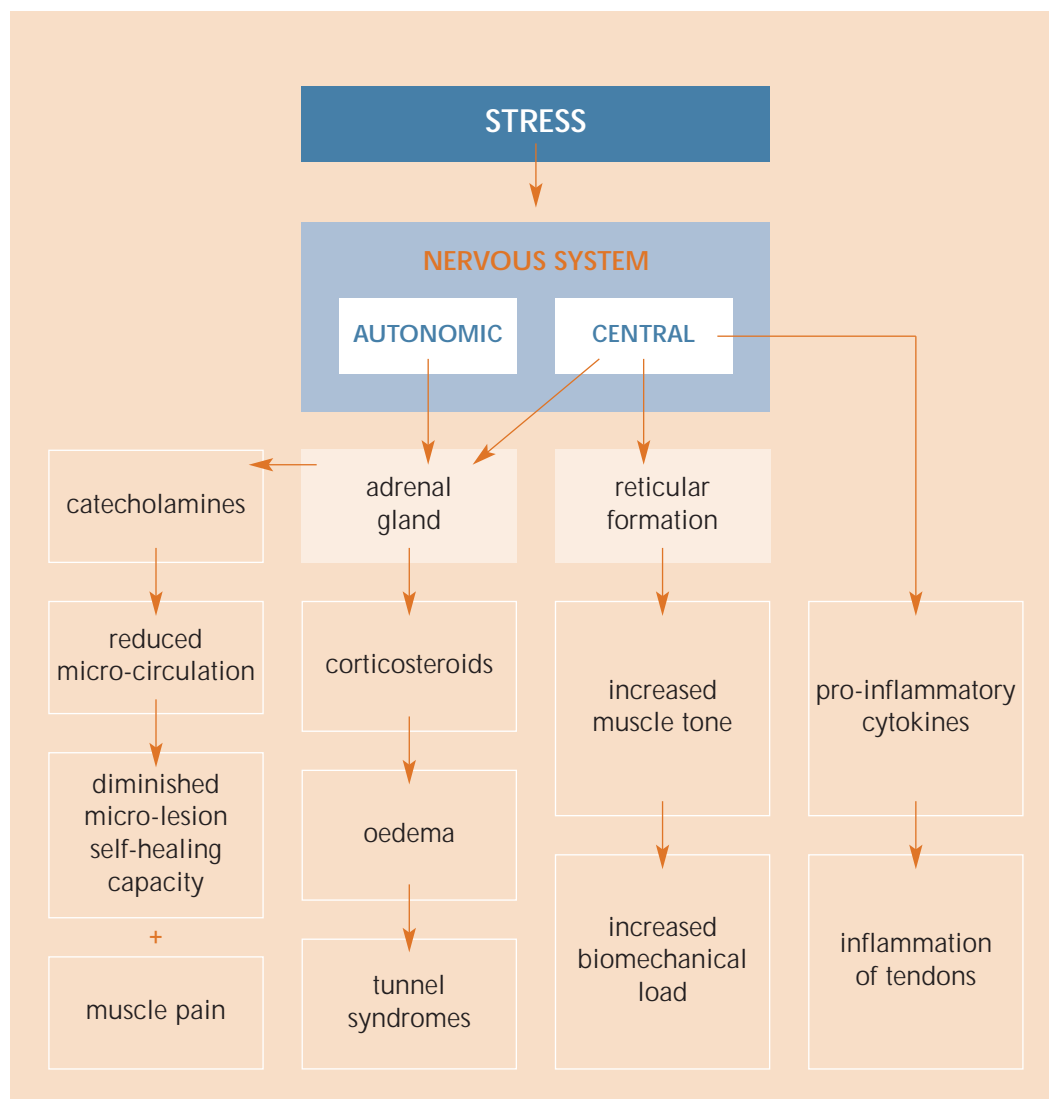 STRESS
NERVOUS SYSTEM
AUTONOMIC
CENTRAL
catecholamines
adrenal
gland
reticular
formation
reduced
micro-circulation
corticosteroids
increased
muscle tone
pro-inflammatory
cytokines
diminished
micro-lesion
self-healing
capacity
oedema
+
muscle pain
tunnel
syndromes
increased
biomechanical
load
inflammation
of tendons